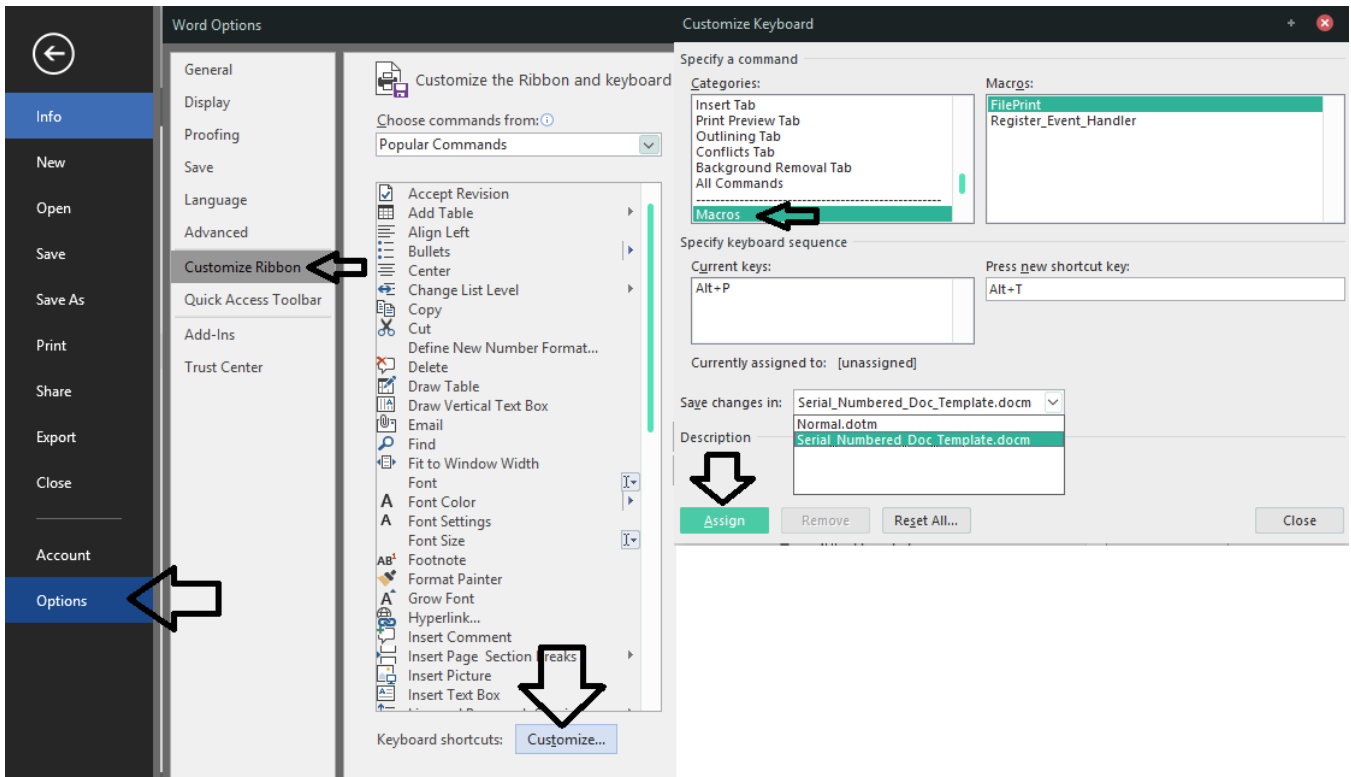 Info
New
Open
Save
Save As
Print
Share
Export
Close
Account
Options
Word Options
General
Display
Proofing
Save
Language
Advanced
Customize Ribbon
Quick Access Toolbar
Add-Ins
Trust Center
Customize the Ribbon and keyboard
Choose commands from:
Popular Commands
Accept Revision
Add Table
Align Left
Bullets
Center
Change List Level
Copy
Cut
Define New Number Format...
Delete
Draw Table
Draw Vertical Text Box
Email
Find
Fit to Window Width
Font
Font Color
Font Settings
Font Size
Footnote
Format Painter
Grow Font
Hyperlink...
Insert Comment
Insert Page Section Breaks
Insert Picture
Insert Text Box
Keyboard shortcuts: Customize...
Customize Keyboard
Specify a command
Categories:
Insert Tab
Print Preview Tab
Outlining Tab
Conflicts Tab
Background Removal Tab
All Commands
Macros
Macros:
FilePrint
Register_Event_Handler
Specify keyboard sequence
Current keys:
Alt+P
Press new shortcut key:
Alt+T
Currently assigned to: [unassigned]
Save changes in: Serial_Numbered_Doc_Template.docm
Normal.dotm
Serial_Numbered_Doc_Template.docm
Description
Assign
Remove
Reset All...
Close